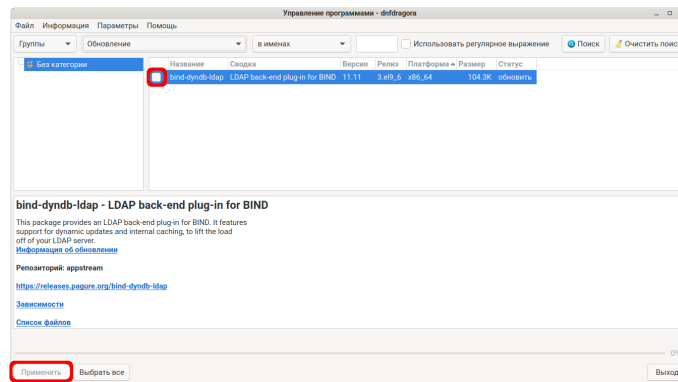 Управление программами - dnfdragora
Файл Информация Параметры Помощь
Группы Обновление в именах Использовать регулярное выражение Поиск Очистить поис
Без категории
Название Сводка Версия Релиз Платформа Размер Статус
bind-dyndb-ldap LDAP back-end plug-in for BIND 11.11 3.el9_6 x86_64 104.3K обновить
bind-dyndb-ldap - LDAP back-end plug-in for BIND
This package provides an LDAP back-end plug-in for BIND. It features
support for dynamic updates and internal caching, to lift the load
off of your LDAP server.
Информация об обновлении
Репозиторий: appstream
https://releases.pagure.org/bind-dyndb-ldap
Зависимости
Список файлов
0%
Применить Выбрать все Выход